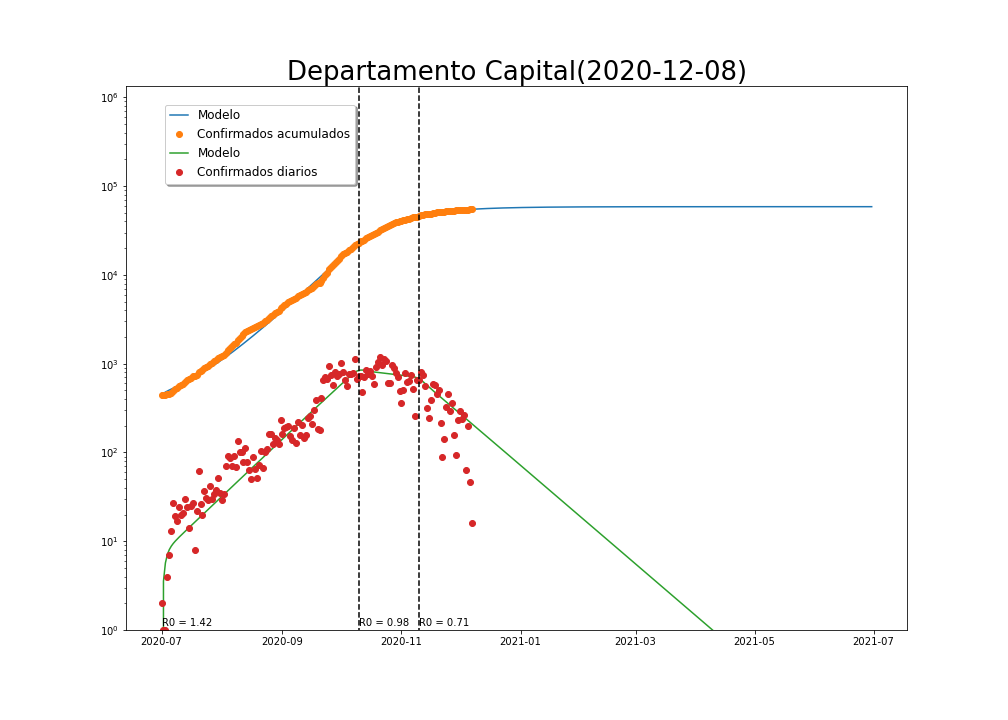 Departamento Capital(2020-12-08)
Modelo
Confirmados acumulados
Modelo
Confirmados diarios
10⁶
10⁵
10⁴
10³
10²
10¹
10⁰
R0 = 1.42 R0 = 0.98 R0 = 0.71
2020-07 2020-09 2020-11 2021-01 2021-03 2021-05 2021-07